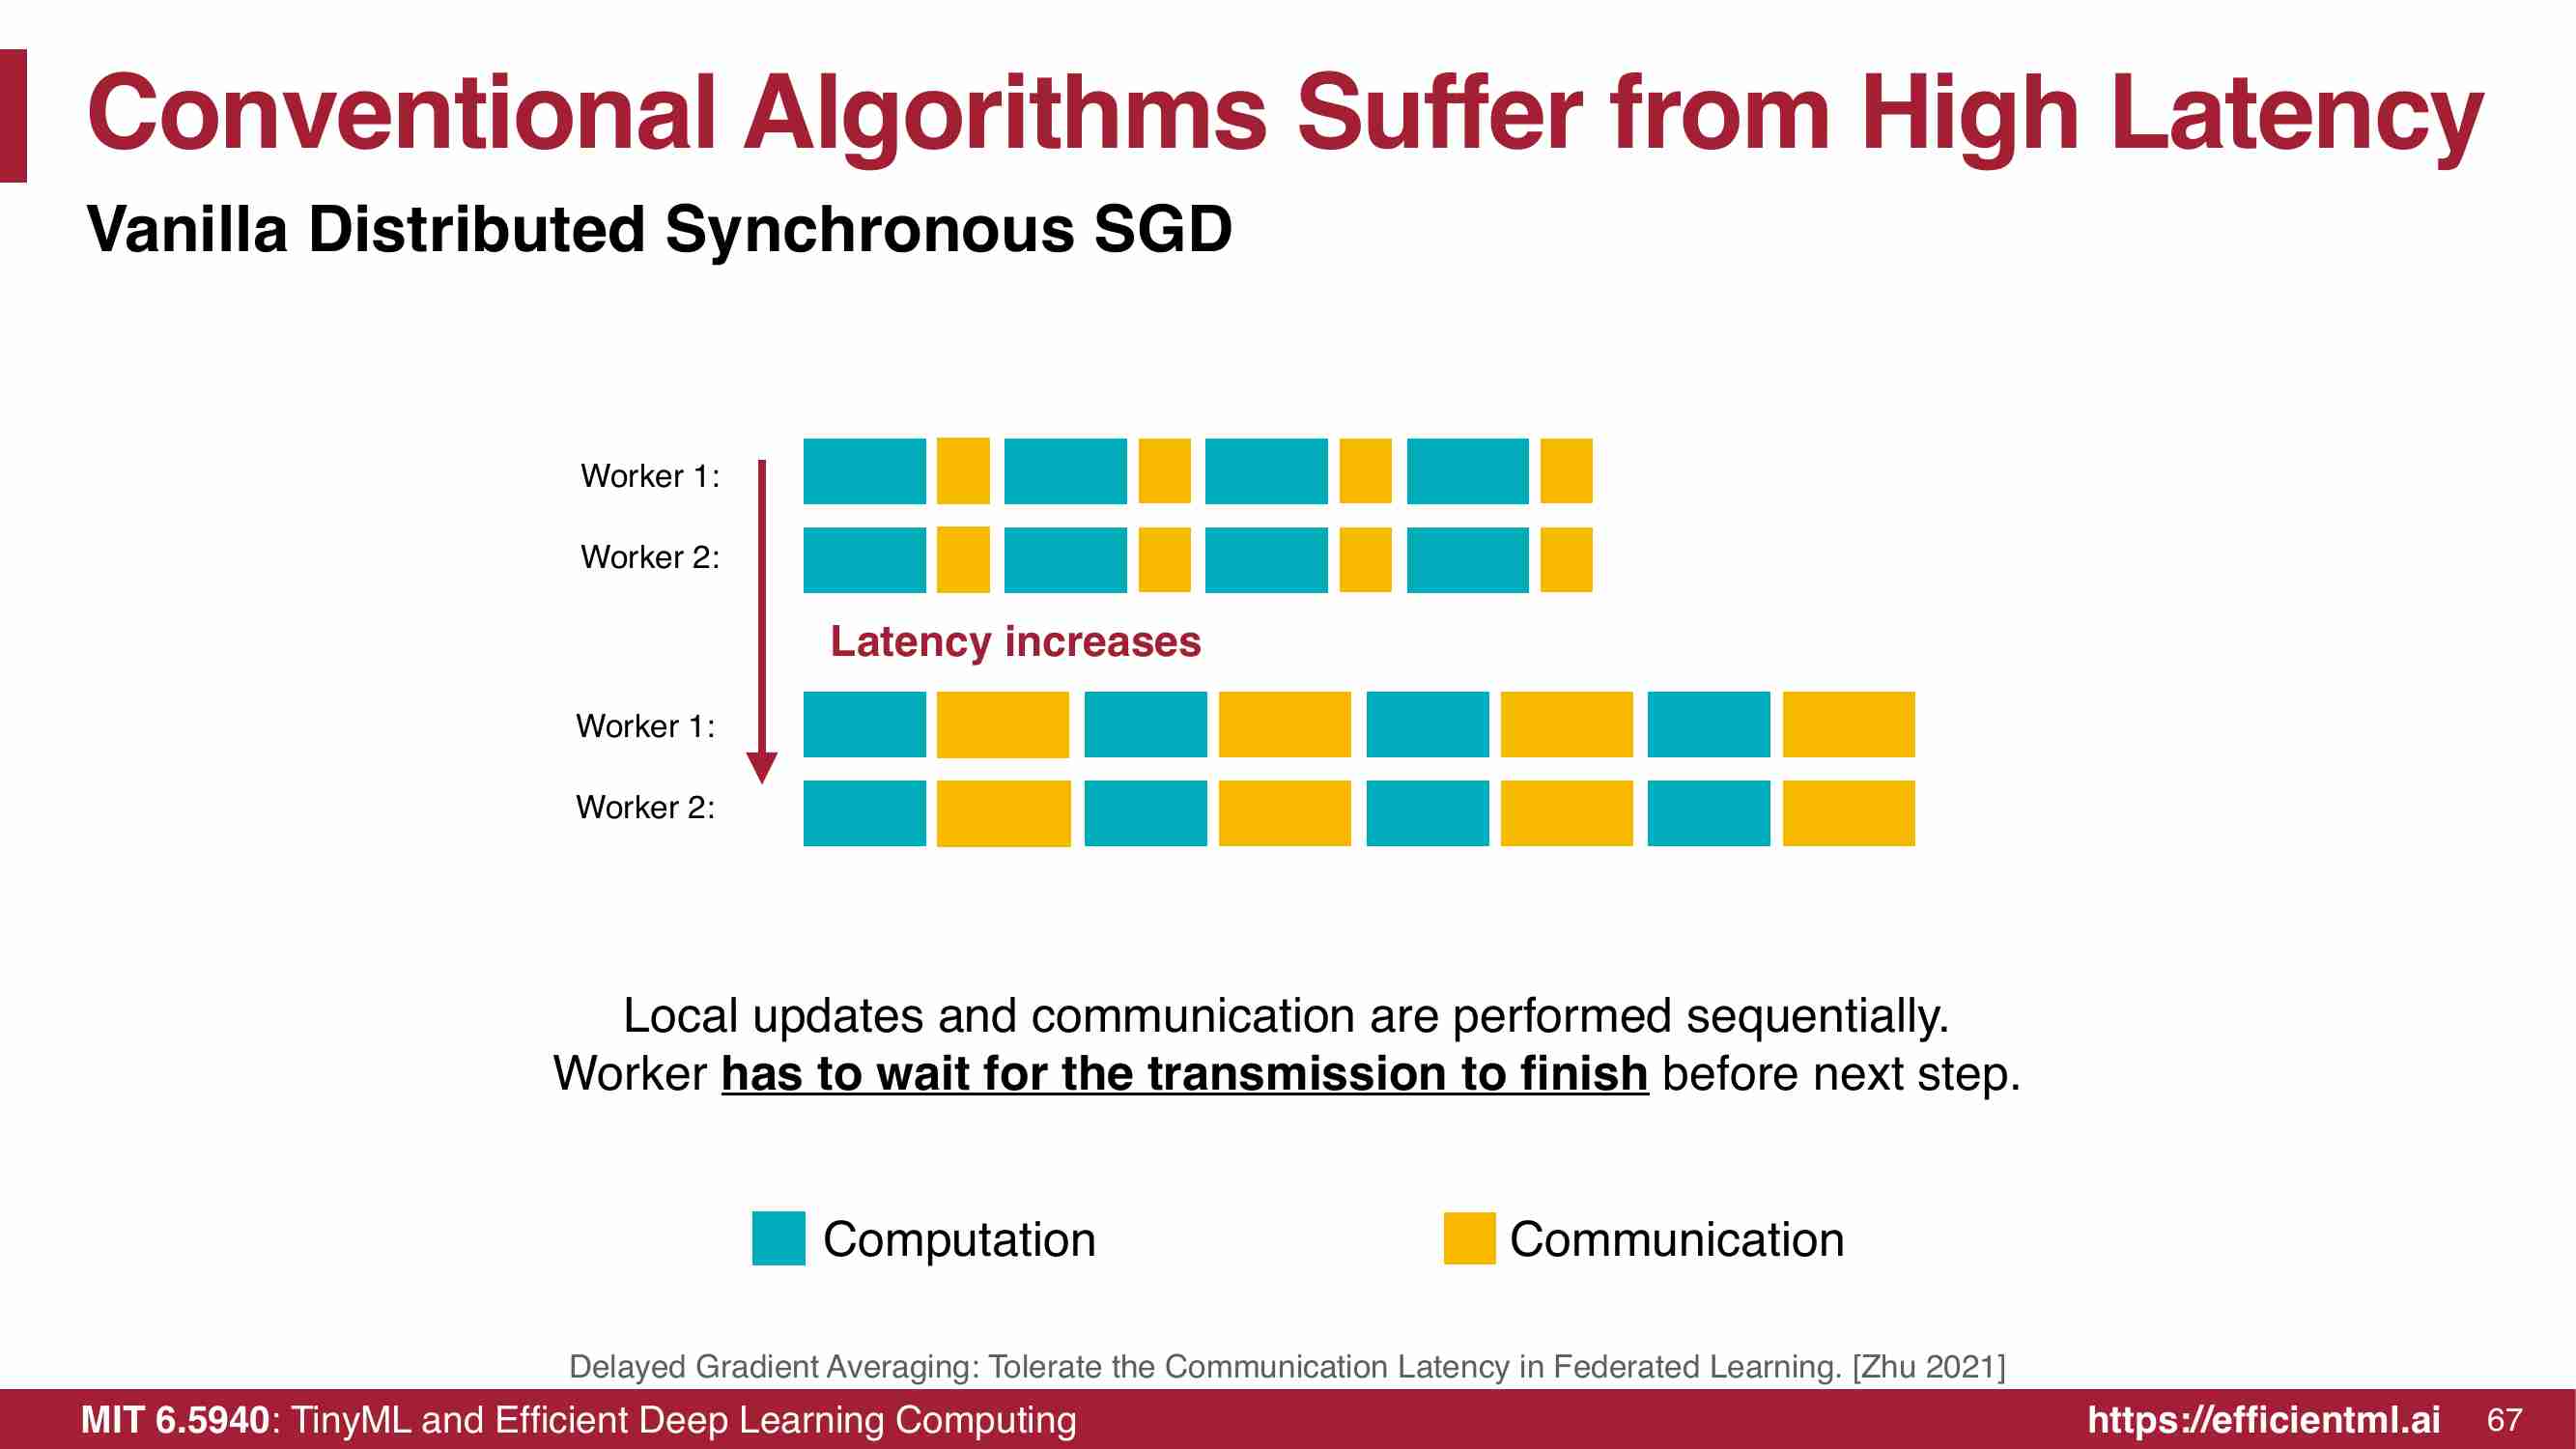 Conventional Algorithms Suffer from High Latency
Vanilla Distributed Synchronous SGD
Worker 1:
Worker 2:
Latency increases
Worker 1:
Worker 2:
Local updates and communication are performed sequentially.
Worker has to wait for the transmission to finish before next step.
Computation
Communication
Delayed Gradient Averaging: Tolerate the Communication Latency in Federated Learning. [Zhu 2021]
MIT 6.5940: TinyML and Efficient Deep Learning Computing
https://efficientml.ai
67